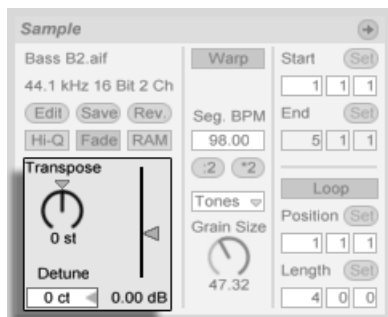 Sample
Bass B2.aif
44.1 kHz 16 Bit 2 Ch
Edit Save Rev.
Hi-Q Fade RAM
Transpose
0 st
Detune
0 ct 0.00 dB
Warp
Seg. BPM
98.00
:2 *2
Tones
Grain Size
47.32
Start Set
1 1 1
End Set
5 1 1
Loop
Position Set
1 1 1
Length Set
4 0 0